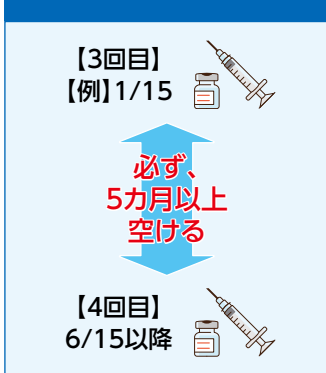 【3回目】
【例】1/15
必ず、
5カ月以上
空ける
【4回目】
6/15以降